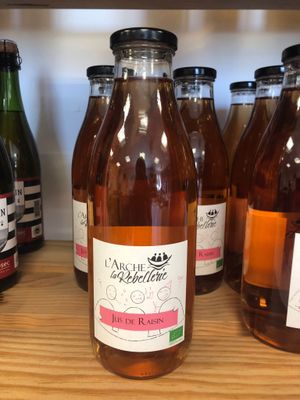 L'ARCHE
la Rebellerie
JUS DE RAISIN